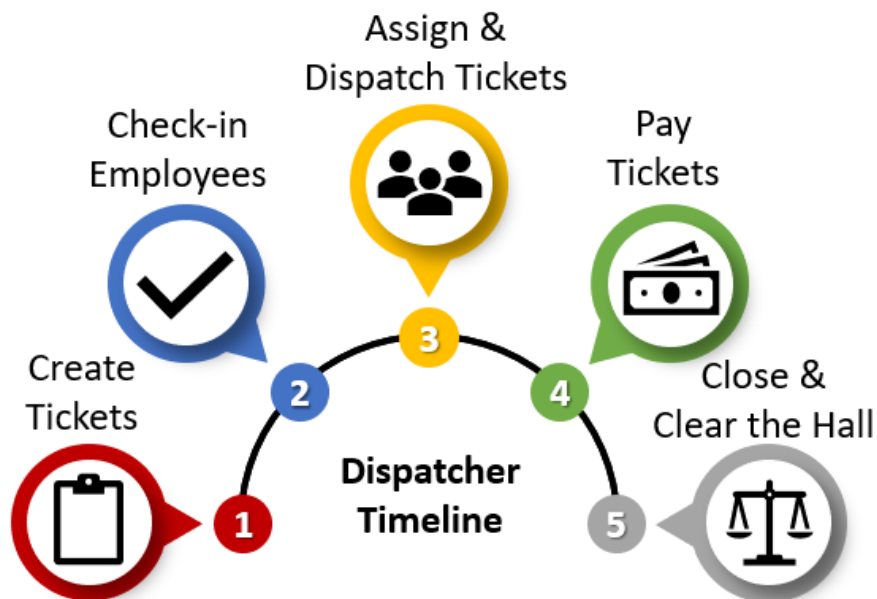 Create
Tickets
1
Check-in
Employees
2
Assign &
Dispatch Tickets
3
Pay
Tickets
4
Close &
Clear the Hall
5
Dispatcher
Timeline